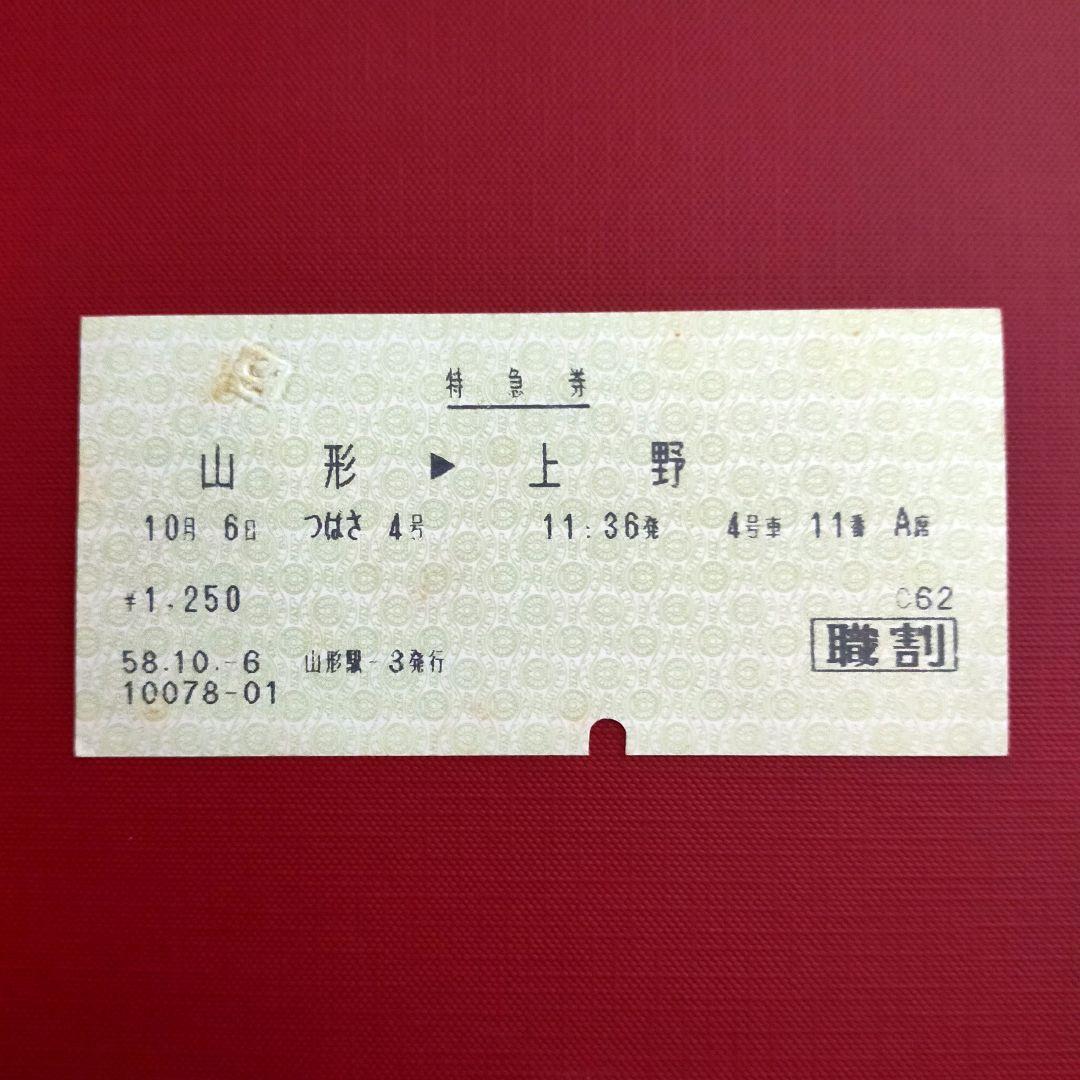 特急券
山形▶上野
10月 6日 つばさ 4号 11:36発 4号車 11番 A席
¥1,250
C62
職割
58.10.-6 山形駅-3発行
10078-01